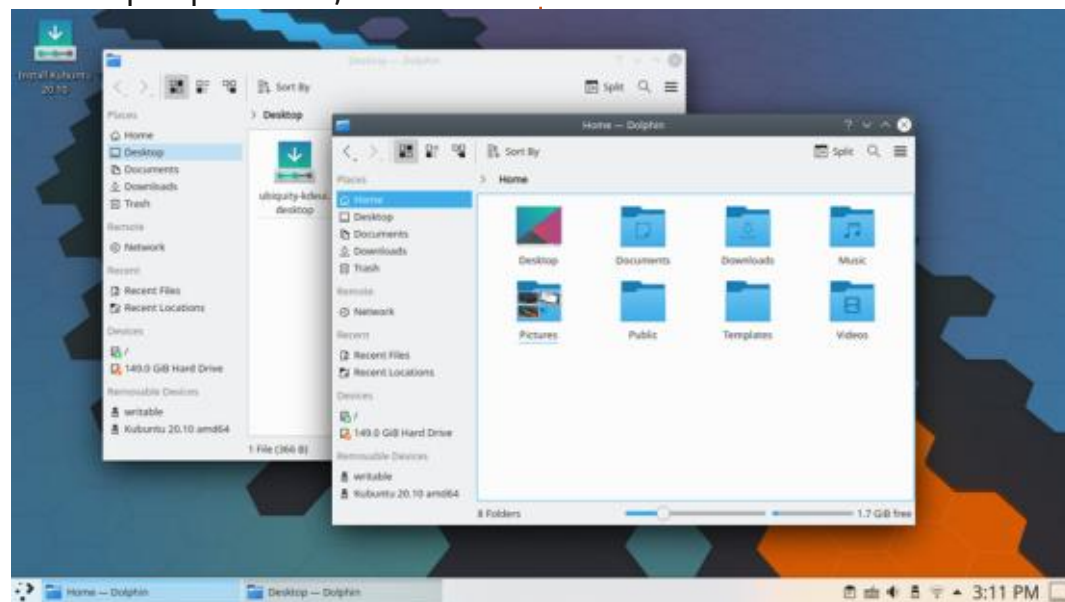 Install Kubuntu
20.10
Desktop — Dolphin
Sort By
Split
Places
Home
Desktop
Documents
Downloads
Trash
Remote
Network
Recent
Recent Files
Recent Locations
Devices
/
149.0 GiB Hard Drive
Removable Devices
writable
Kubuntu 20.10 amd64
> Desktop
ubiquity-kdeui.
desktop
1 File (366 B)
Home — Dolphin
Sort By
Split
Places
Home
Desktop
Documents
Downloads
Trash
Remote
Network
Recent
Recent Files
Recent Locations
Devices
/
149.0 GiB Hard Drive
Removable Devices
writable
Kubuntu 20.10 amd64
> Home
Desktop Documents Downloads Music
Pictures Public Templates Videos
8 Folders 1.7 GiB free
Home — Dolphin Desktop — Dolphin 3:11 PM